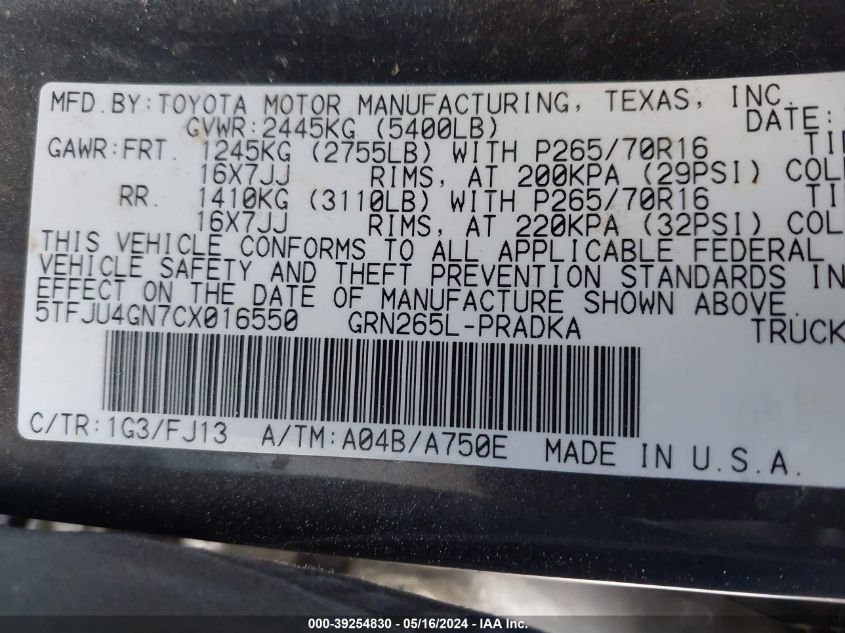 MFD. BY: TOYOTA MOTOR MANUFACTURING, TEXAS, INC.
GVWR: 2445KG (5400LB) DATE:
GAWR: FRT. 1245KG (2755LB) WITH P265/70R16
16X7JJ RIMS, AT 200KPA (29PSI)
RR. 1410KG (3110LB) WITH P265/70R16
16X7JJ RIMS, AT 220KPA (32PSI)
THIS VEHICLE CONFORMS TO ALL APPLICABLE FEDERAL
VEHICLE SAFETY AND THEFT PREVENTION STANDARDS IN
EFFECT ON THE DATE OF MANUFACTURE SHOWN ABOVE.
5TFJU4GN7CX016550 GRN265L-PRADKA TRUCK
C/TR: 1G3/FJ13 A/TM: A04B/A750E MADE IN U.S.A.
000-39254830 - 05/16/2024 - IAA Inc.